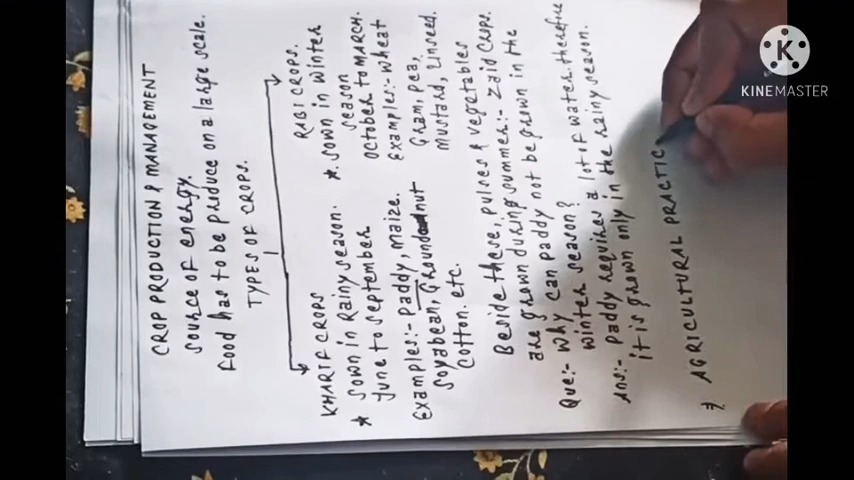 CROP PRODUCTION & MANAGEMENT
source of energy.
Food has to be produce on a large scale.
TYPES OF CROPS.
KHARIF CROPS
* Sown in Rainy season.
June to September
Examples:- Paddy, maize.
Soyabean, Groundnut
Cotton. etc.
RABI CROPS.
*. Sown in winter
season
October to MARCH.
Examples:- wheat
Gram, Pea,
mustard, Linseed.
Beside these, pulses & vegetables
are grown during summer:- Zaid Crops.
Que:- Why can paddy not be grown in the
winter season?
Ans:- Paddy requires a lot of water therefore
it is grown only in the rainy season.
AGRICULTURAL PRACTIC
KINEMASTER